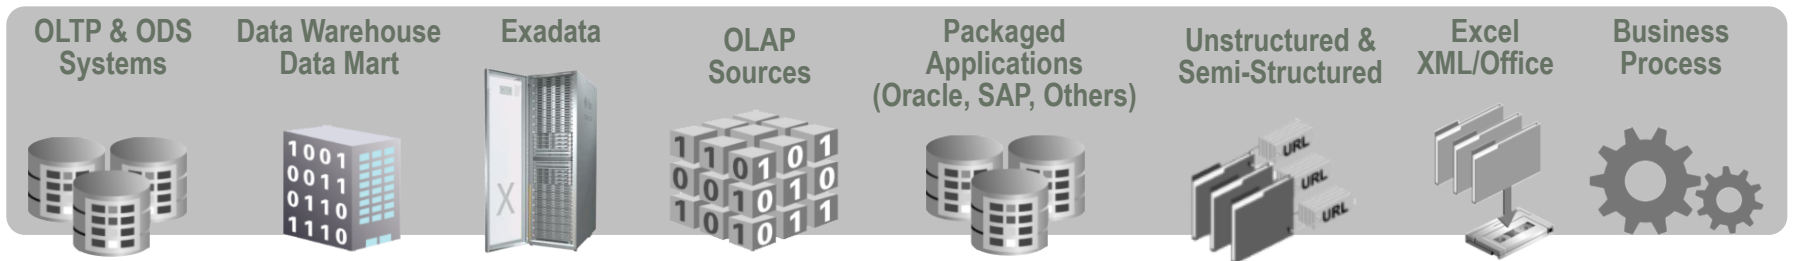 OLTP & ODS
Systems
Data Warehouse
Data Mart
Exadata
OLAP
Sources
Packaged
Applications
(Oracle, SAP, Others)
Unstructured &
Semi-Structured
Excel
XML/Office
Business
Process
1001
0011
0110
1110
X
110101
001010
101011
URL
URL
URL